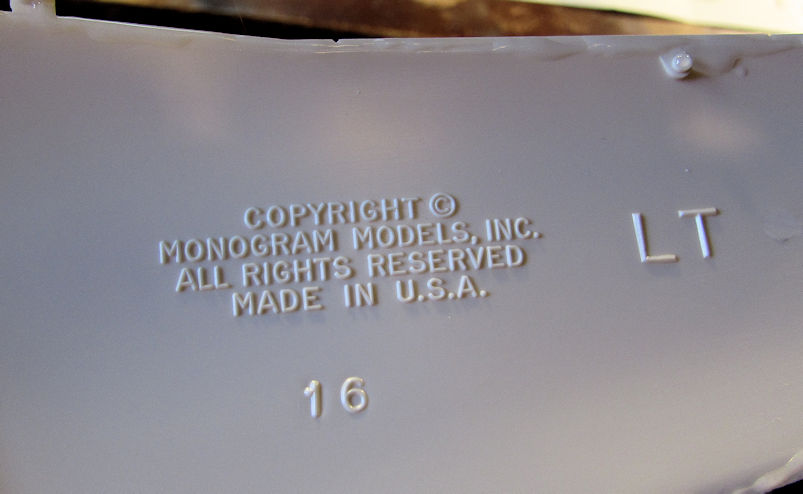 COPYRIGHT ©
MONOGRAM MODELS, INC.
ALL RIGHTS RESERVED
MADE IN U.S.A.
LT
16